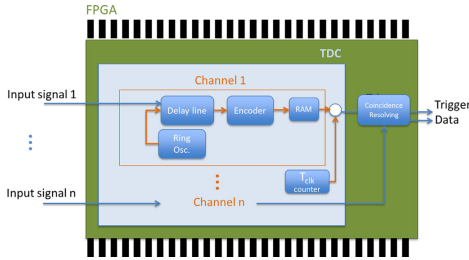 FPGA
TDC
Channel 1
Input signal 1
Delay line
Encoder
RAM
Coincidence
Resolving
Trigger
Data
Ring
Osc.
Tclk
counter
Input signal n
Channel n